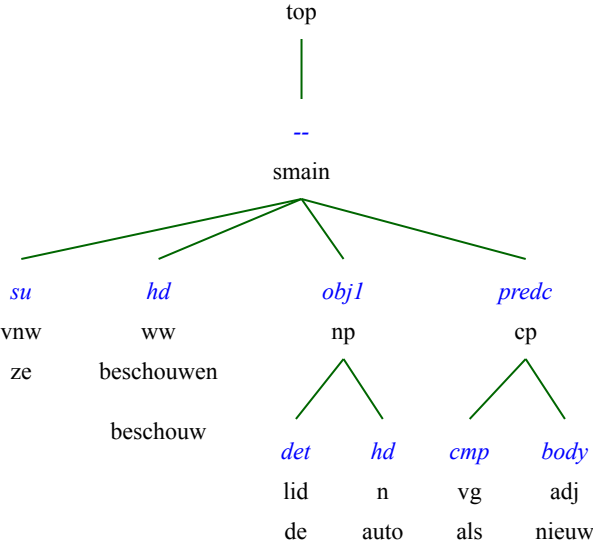 top
--
smain
su hd obj1 predc
vnw ww np cp
ze beschouwen
beschouw
det hd cmp body
lid n vg adj
de auto als nieuw